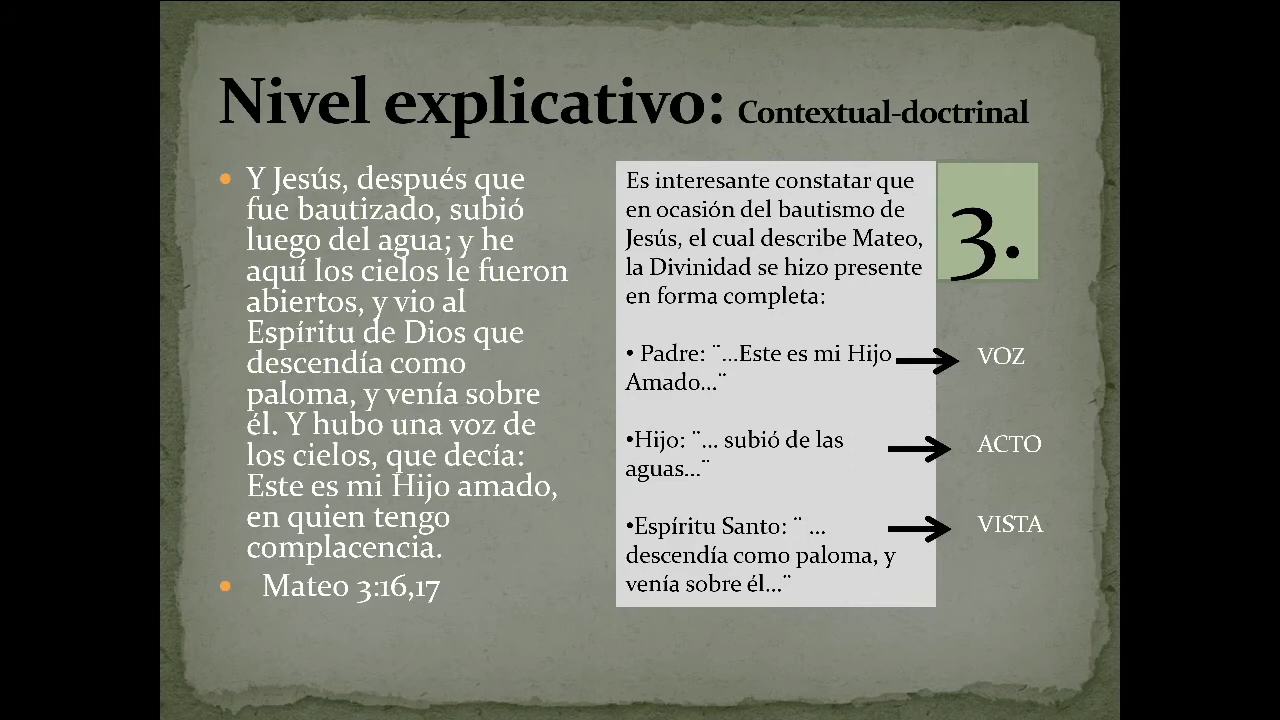 Nivel explicativo: Contextual-doctrinal
• Y Jesús, después que
fue bautizado, subió
luego del agua; y he
aquí los cielos le fueron
abiertos, y vio al
Espíritu de Dios que
descendía como
paloma, y venía sobre
él. Y hubo una voz de
los cielos, que decía:
Este es mi Hijo amado,
en quien tengo
complacencia.
• Mateo 3:16,17
Es interesante constatar que
en ocasión del bautismo de
Jesús, el cual describe Mateo,
la Divinidad se hizo presente
en forma completa:
• Padre: ¨...Este es mi Hijo
Amado...¨
•Hijo: ¨... subió de las
aguas...¨
•Espíritu Santo: ¨ ...
descendía como paloma, y
venía sobre él...¨
3.
VOZ
ACTO
VISTA